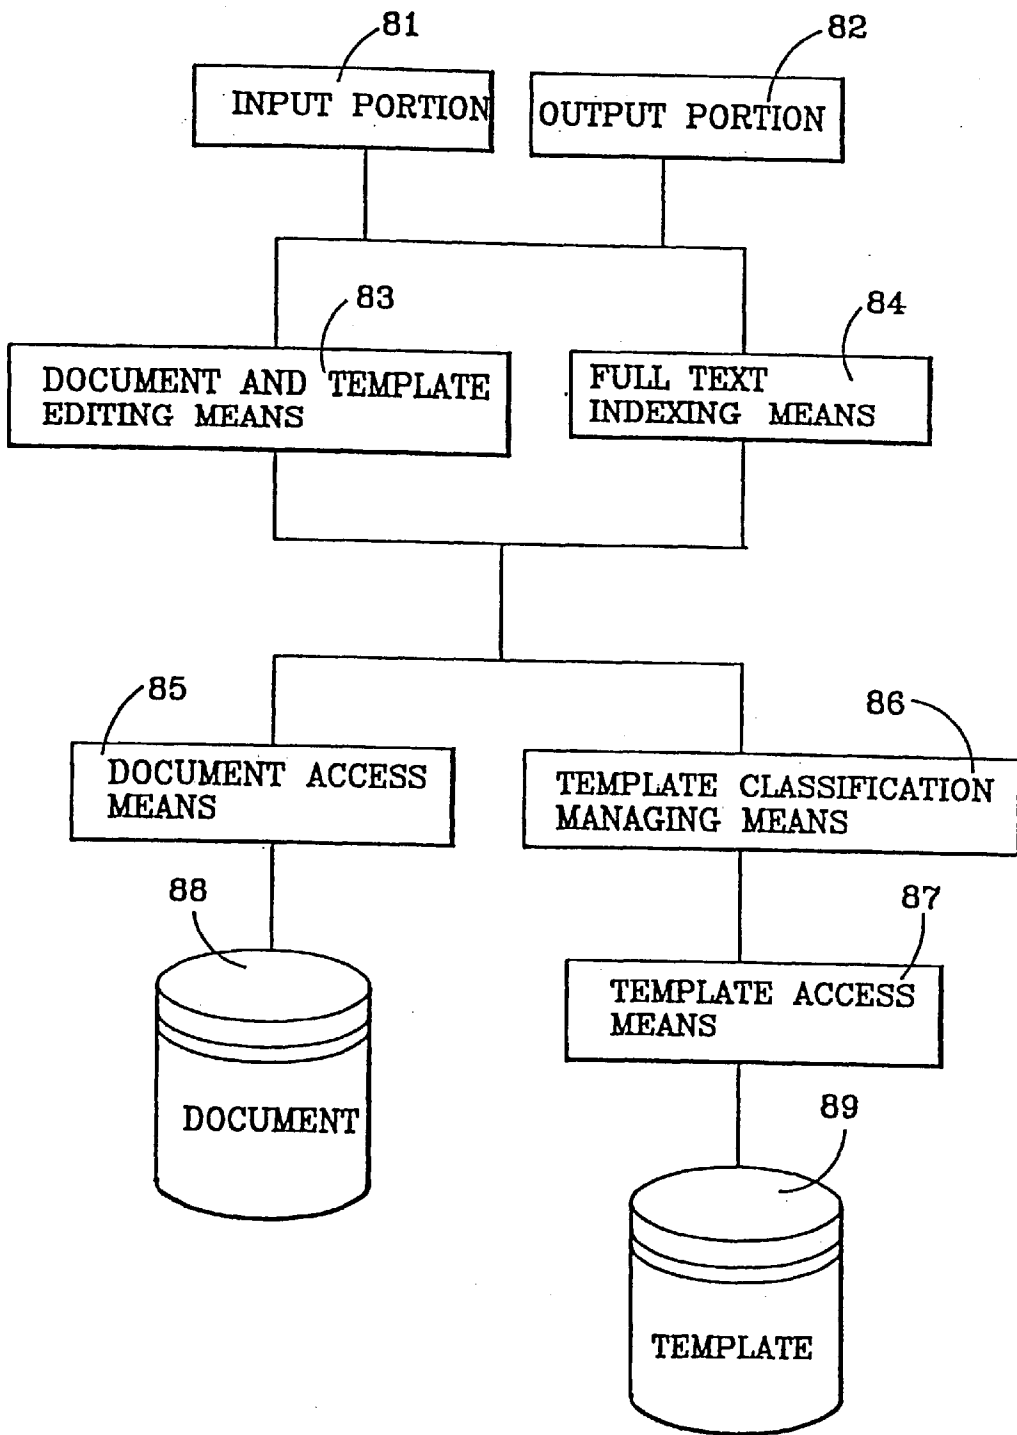 81
82
INPUT PORTION
OUTPUT PORTION
83
84
DOCUMENT AND TEMPLATE
EDITING MEANS
FULL TEXT
INDEXING MEANS
85
86
DOCUMENT ACCESS
MEANS
TEMPLATE CLASSIFICATION
MANAGING MEANS
88
87
TEMPLATE ACCESS
MEANS
DOCUMENT
89
TEMPLATE